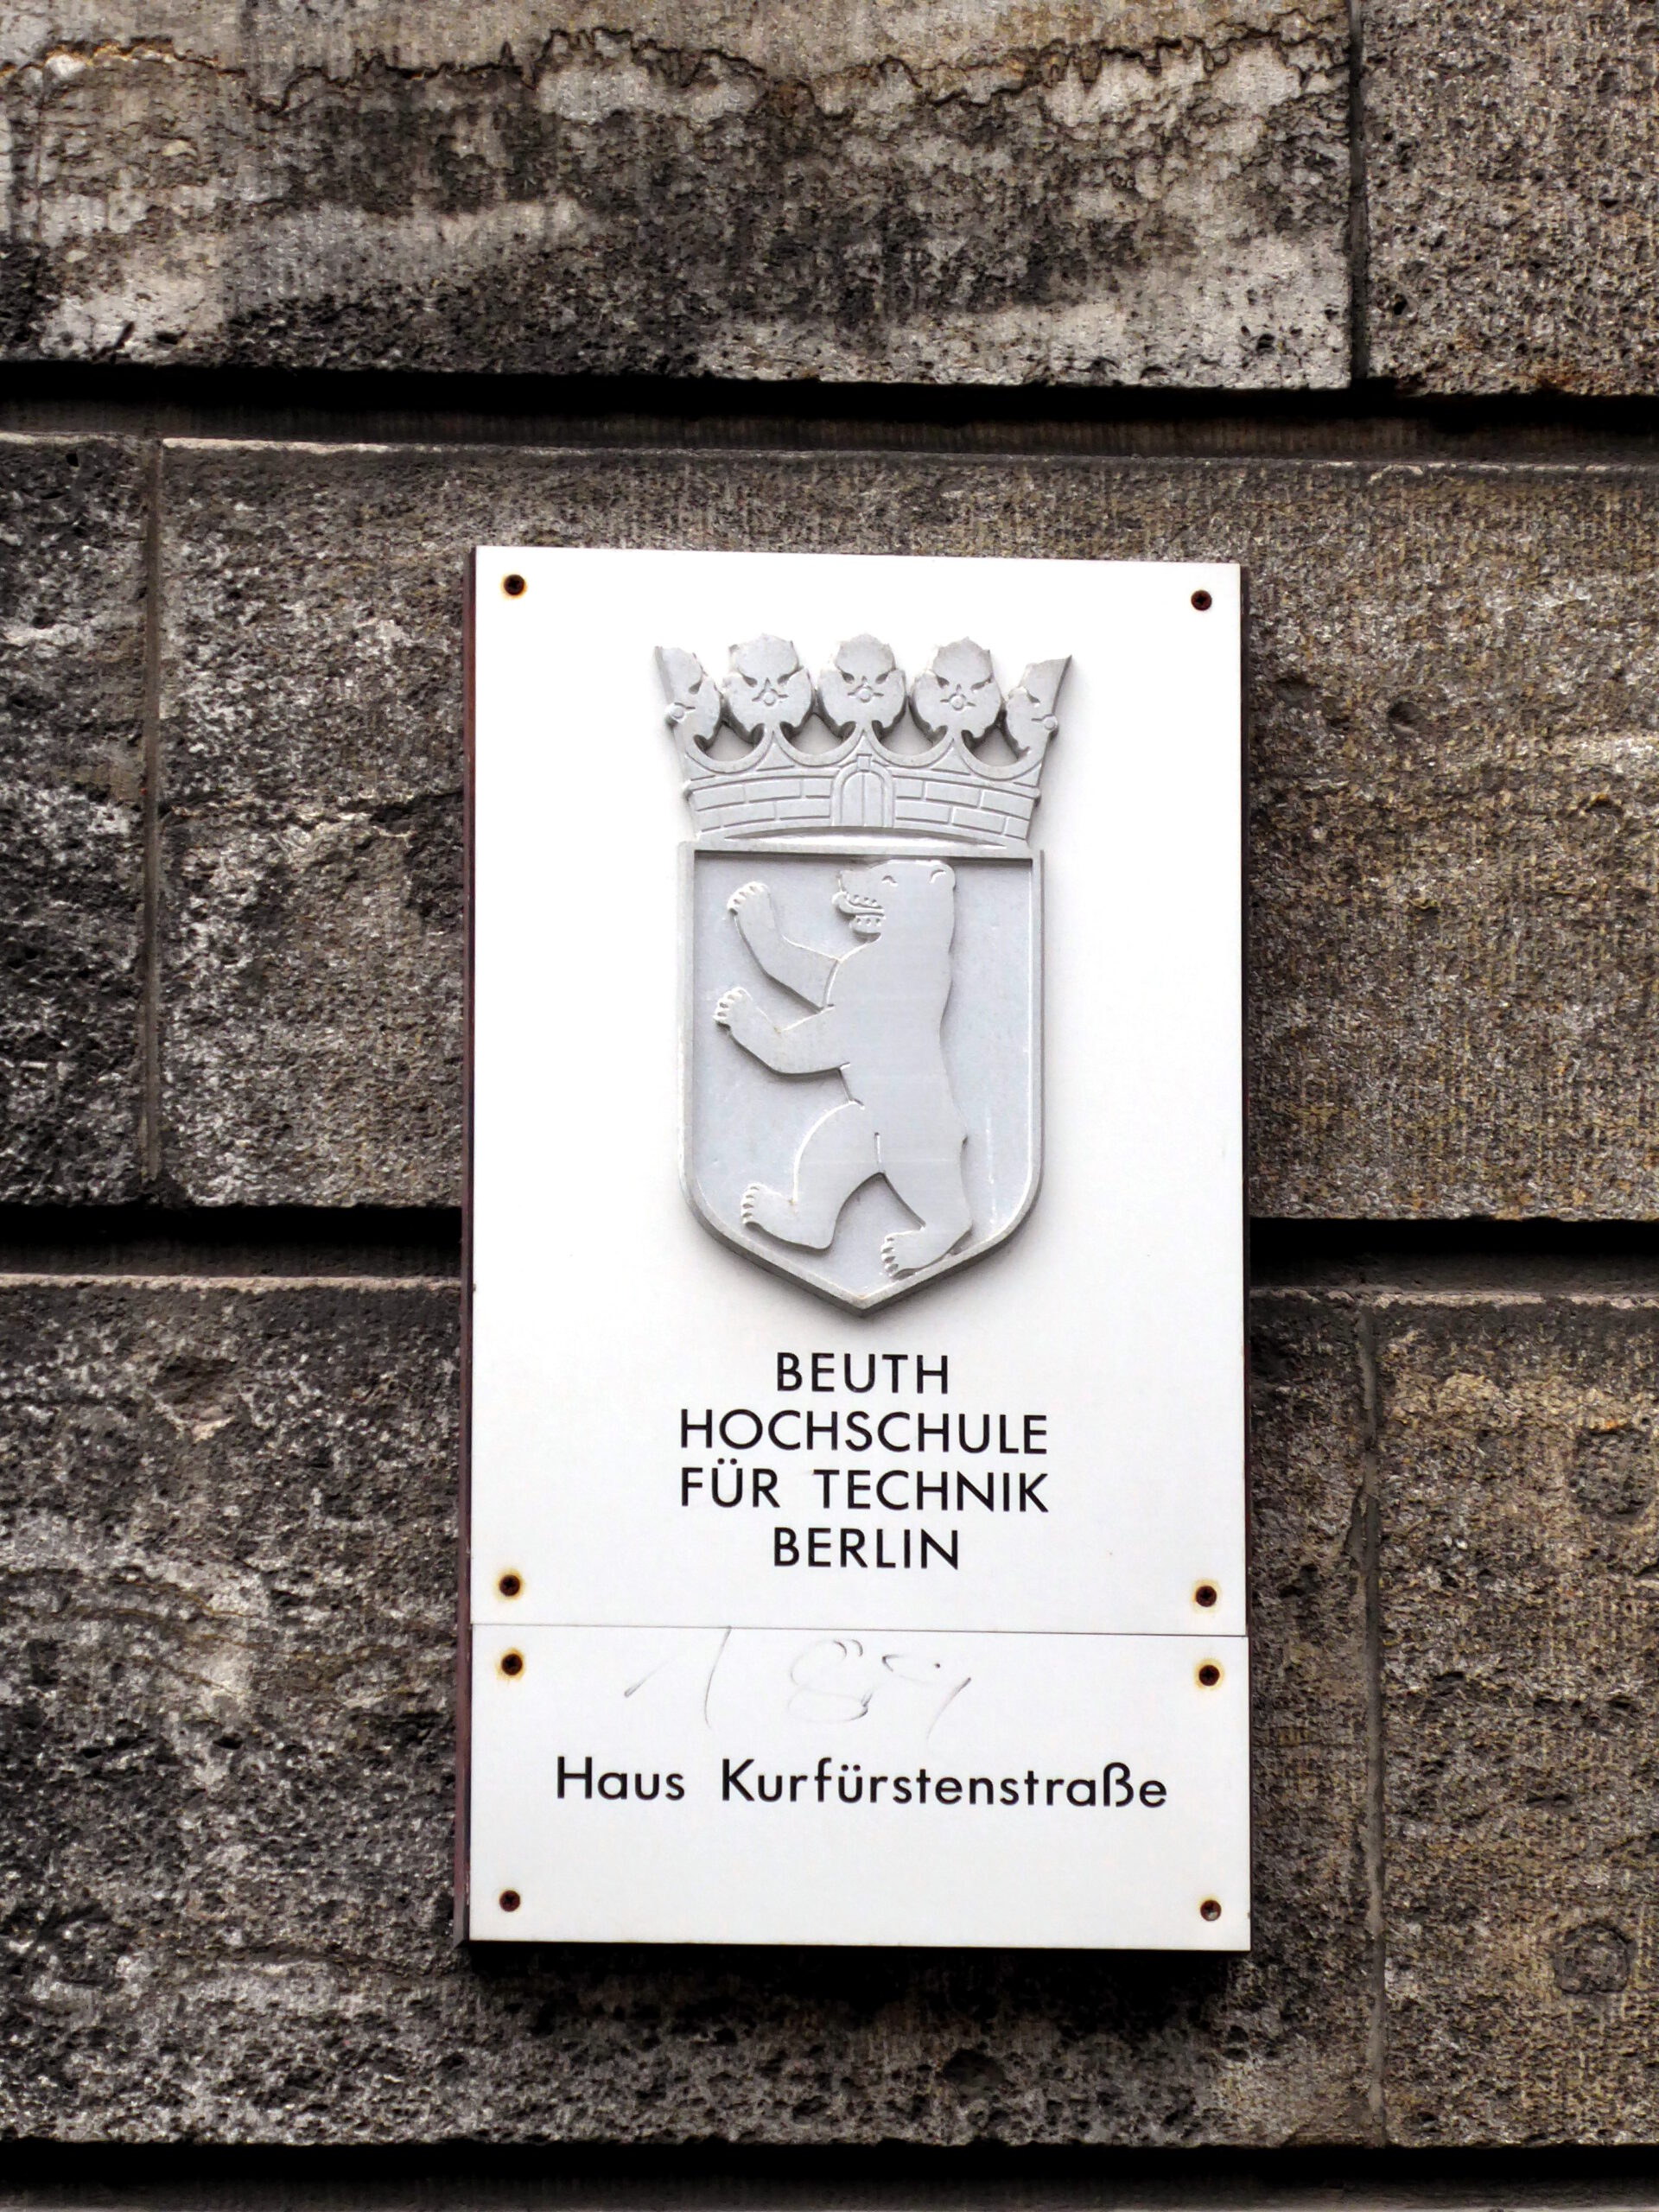 BEUTH
HOCHSCHULE
FÜR TECHNIK
BERLIN
Haus Kurfürstenstraße